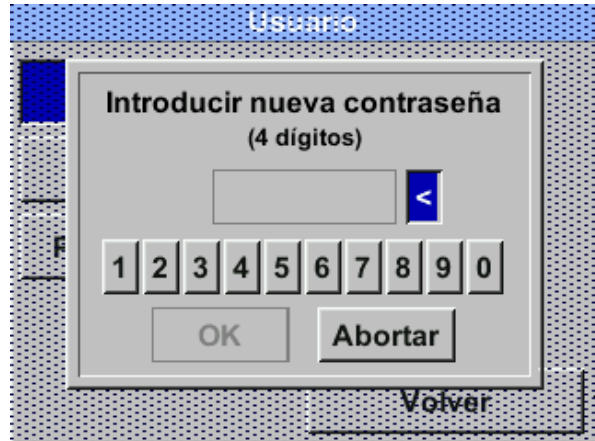 Usuario
Introducir nueva contraseña
(4 dígitos)
<
1 2 3 4 5 6 7 8 9 0
OK Abortar
Volver